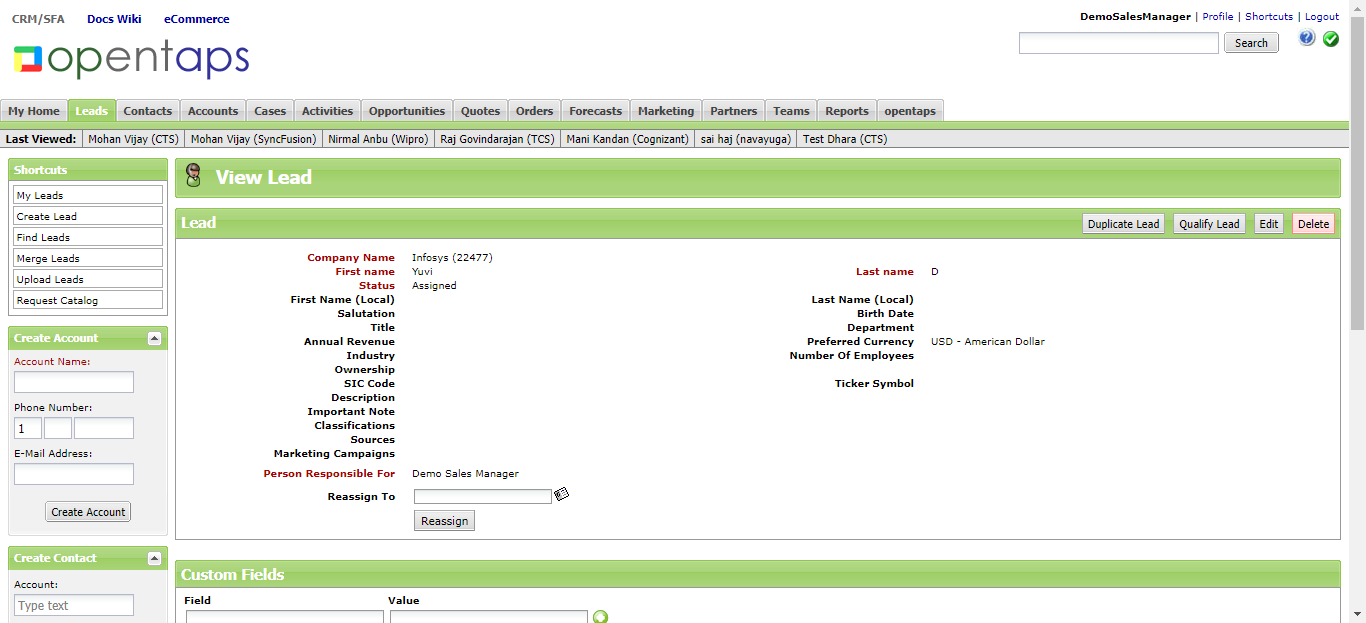 CRM/SFA Docs Wiki eCommerce
DemoSalesManager | Profile | Shortcuts | Logout
opentaps
Search
My Home Leads Contacts Accounts Cases Activities Opportunities Quotes Orders Forecasts Marketing Partners Teams Reports opentaps
Last Viewed: Mohan Vijay (CTS) Mohan Vijay (SyncFusion) Nirmal Anbu (Wipro) Raj Govindarajan (TCS) Mani Kandan (Cognizant) sai haj (navayuga) Test Dhara (CTS)
Shortcuts
My Leads
Create Lead
Find Leads
Merge Leads
Upload Leads
Request Catalog
Create Account
Account Name:
Phone Number:
1
E-Mail Address:
Create Account
Create Contact
Account:
Type text
View Lead
Lead Duplicate Lead Qualify Lead Edit Delete
Company Name Infosys (22477)
First name Yuvi Last name D
Status Assigned
First Name (Local) Last Name (Local)
Salutation Birth Date
Title Department
Annual Revenue Preferred Currency USD - American Dollar
Industry Number Of Employees
Ownership
SIC Code Ticker Symbol
Description
Important Note
Classifications
Sources
Marketing Campaigns
Person Responsible For Demo Sales Manager
Reassign To
Reassign
Custom Fields
Field Value